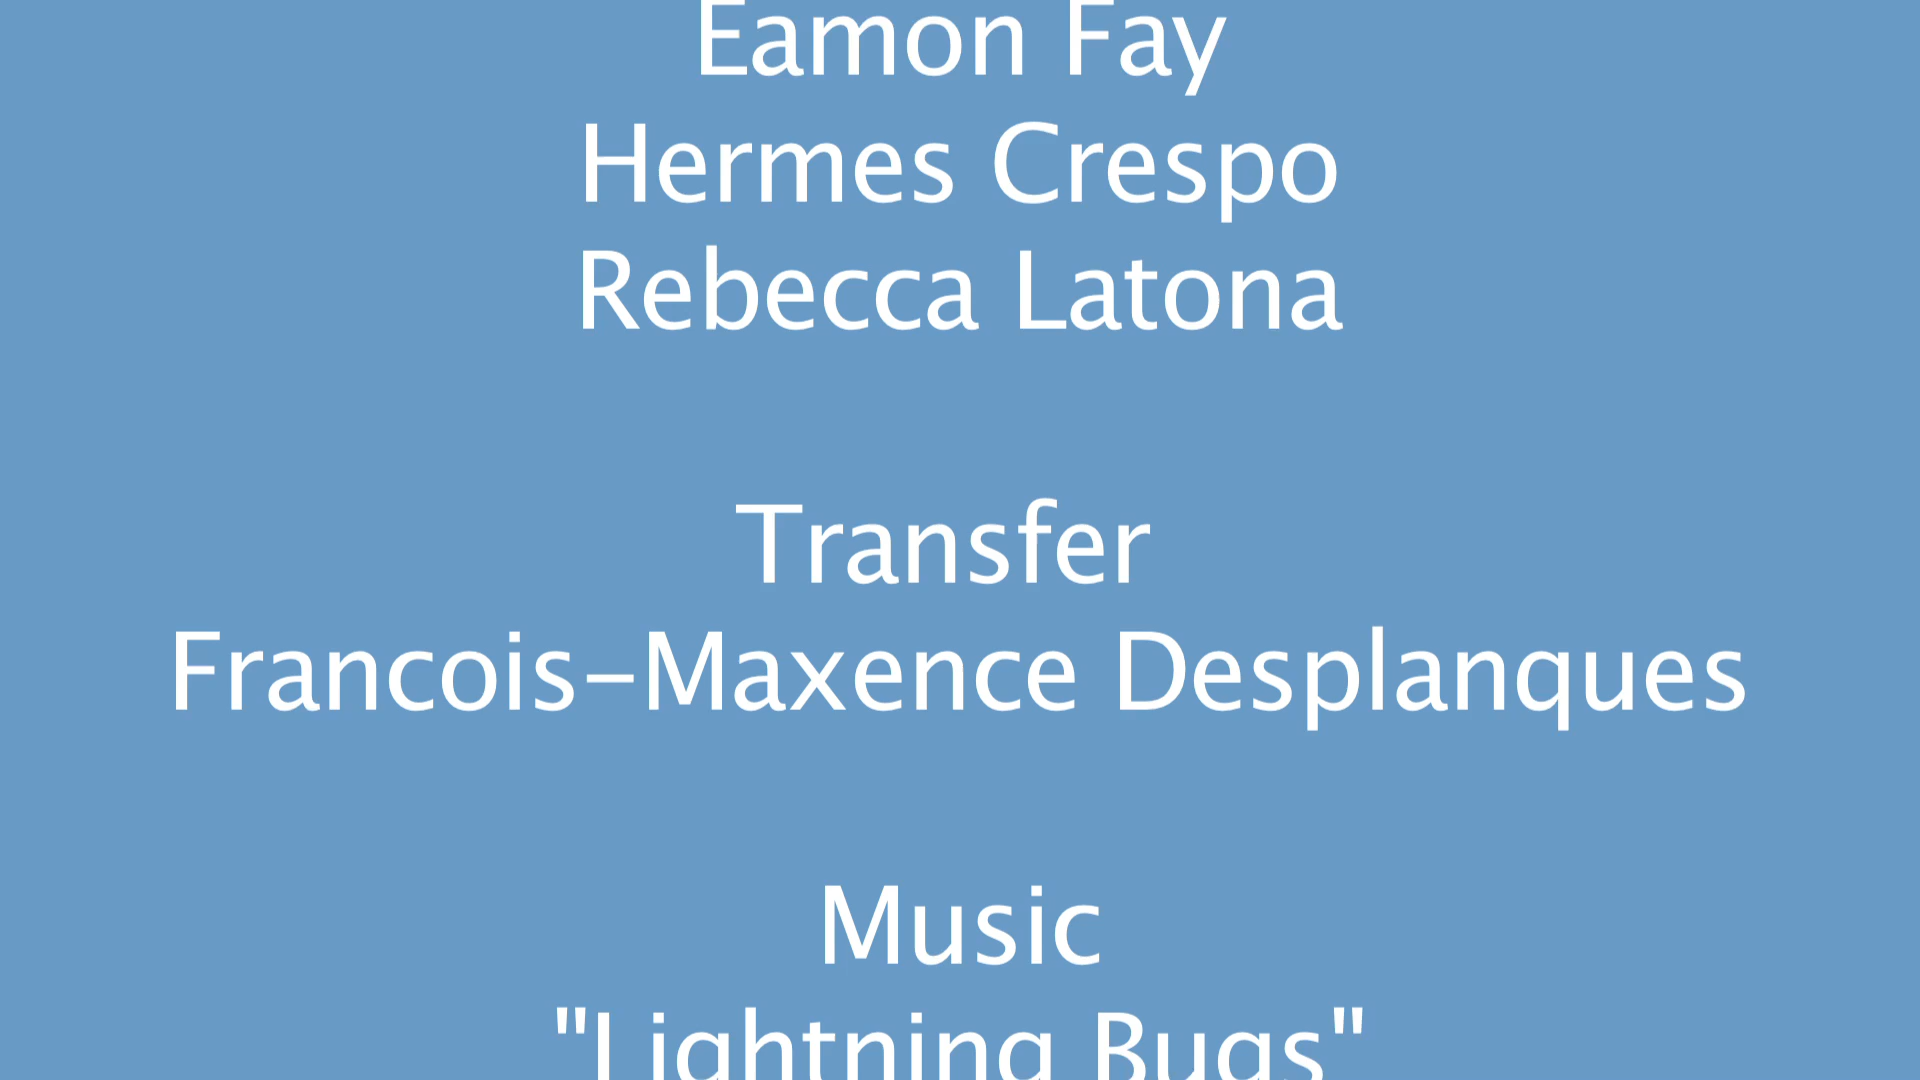 Eamon Fay
Hermes Crespo
Rebecca Latona
Transfer
Francois-Maxence Desplanques
Music
"Lightning Bugs"